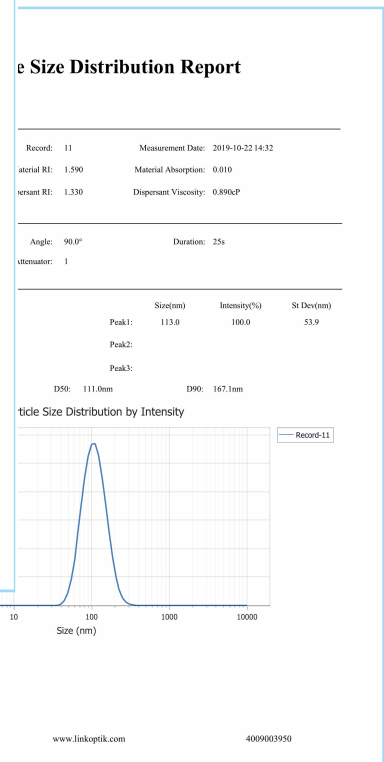 e Size Distribution Report
Record: 11 Measurement Date: 2019-10-22 14:32
aterial RI: 1.590 Material Absorption: 0.010
ersant RI: 1.330 Dispersant Viscosity: 0.890cP
Angle: 90.0° Duration: 25s
Attenuator: 1
Size(nm) Intensity(%) St Dev(nm)
Peak1: 113.0 100.0 53.9
Peak2:
Peak3:
D50: 111.0nm D90: 167.1nm
rticle Size Distribution by Intensity
Record-11
10 100 1000 10000
Size (nm)
www.linkoptik.com 4009003950